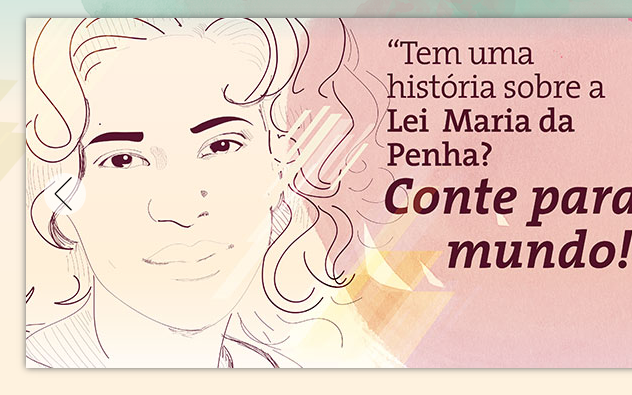 “Tem uma
história sobre a
Lei Maria da
Penha?
Conte para
mundo!